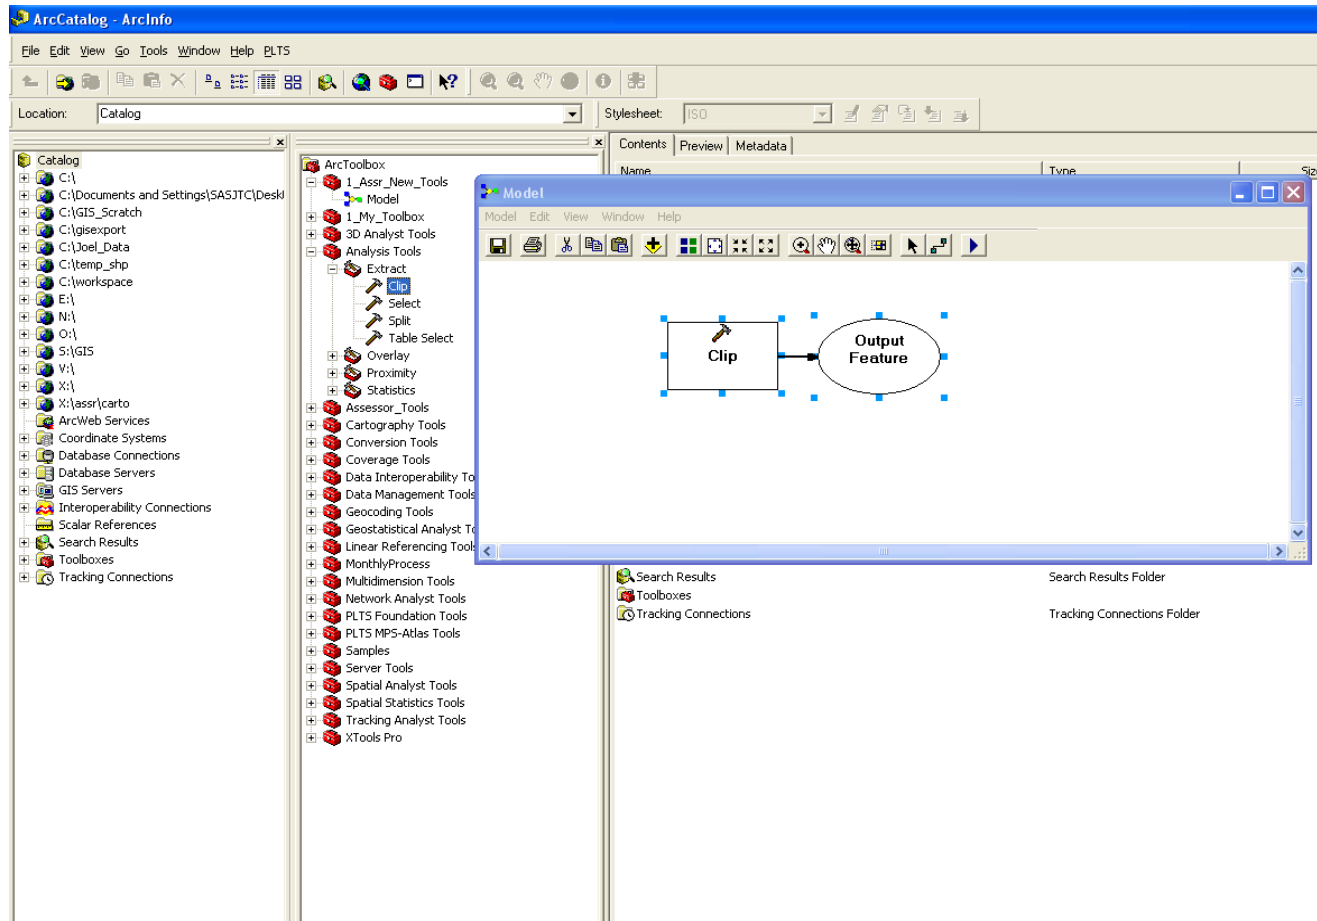 ArcCatalog - ArcInfo
File Edit View Go Tools Window Help PLTS
Location: Catalog
Stylesheet: ISO
Catalog
C:\
C:\Documents and Settings\SASJTC\Desk
C:\GIS_Scratch
C:\gisexport
C:\Joel_Data
C:\temp_shp
C:\workspace
E:\
N:\
O:\
S:\GIS
V:\
X:\
X:\assr\carto
ArcWeb Services
Coordinate Systems
Database Connections
Database Servers
GIS Servers
Interoperability Connections
Scalar References
Search Results
Toolboxes
Tracking Connections
ArcToolbox
1_Assr_New_Tools
Model
1_My_Toolbox
3D Analyst Tools
Analysis Tools
Extract
Clip
Select
Split
Table Select
Overlay
Proximity
Statistics
Assessor_Tools
Cartography Tools
Conversion Tools
Coverage Tools
Data Interoperability To
Data Management Tools
Geocoding Tools
Geostatistical Analyst To
Linear Referencing Tools
MonthlyProcess
Multidimension Tools
Network Analyst Tools
PLTS Foundation Tools
PLTS MPS-Atlas Tools
Samples
Server Tools
Spatial Analyst Tools
Spatial Statistics Tools
Tracking Analyst Tools
XTools Pro
Contents Preview Metadata
Name Type Siz
Model
Model Edit View Window Help
Clip
Output
Feature
Search Results Search Results Folder
Toolboxes
Tracking Connections Tracking Connections Folder